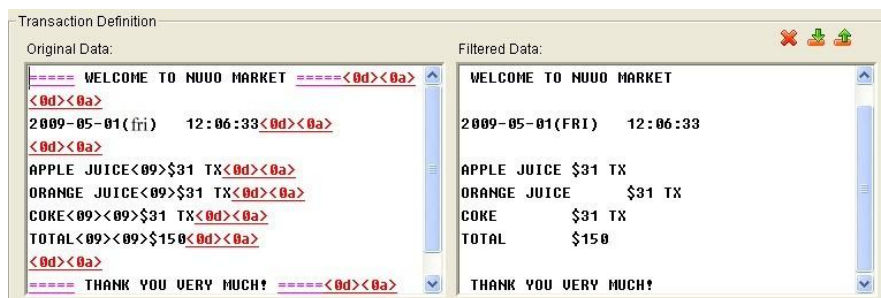 Transaction Definition
Original Data:
===== WELCOME TO NUUO MARKET =====<0d><0a>
<0d><0a>
2009-05-01(fri)   12:06:33<0d><0a>
<0d><0a>
APPLE JUICE<09>$31 TX<0d><0a>
ORANGE JUICE<09>$31 TX<0d><0a>
COKE<09><09>$31 TX<0d><0a>
TOTAL<09><09>$150<0d><0a>
<0d><0a>
===== THANK YOU VERY MUCH! =====<0d><0a>
Filtered Data:
WELCOME TO NUUO MARKET
2009-05-01(FRI)   12:06:33
APPLE JUICE $31 TX
ORANGE JUICE      $31 TX
COKE         $31 TX
TOTAL        $150
THANK YOU VERY MUCH!